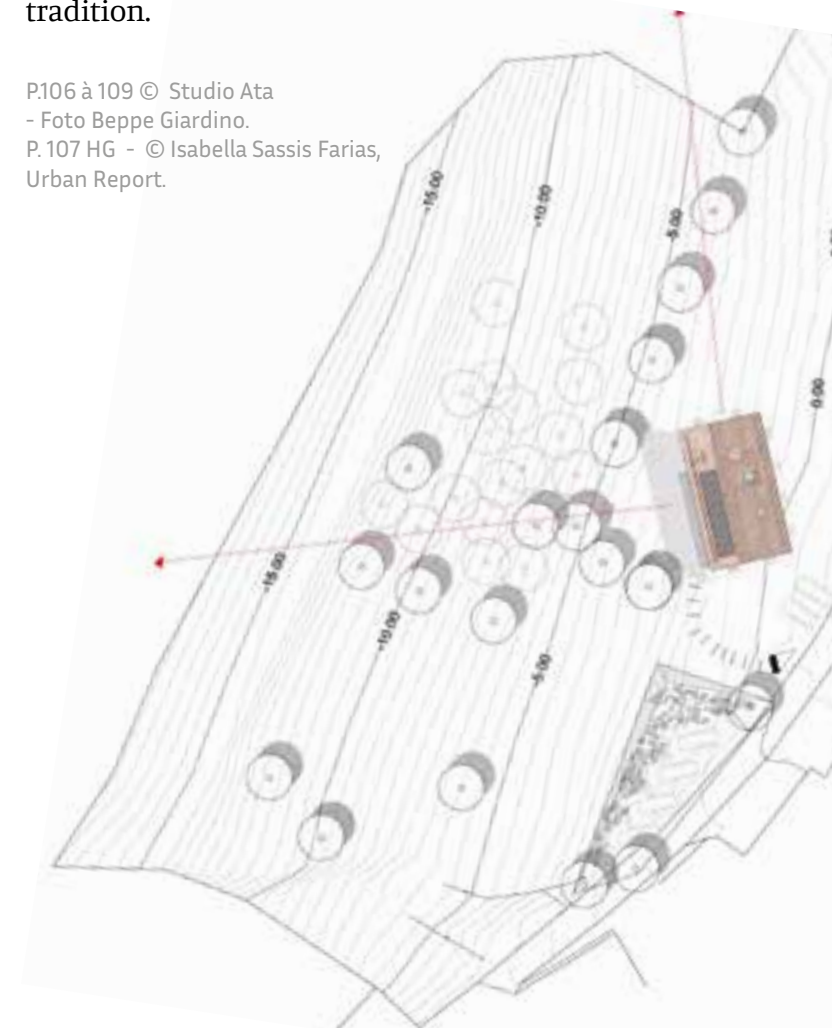 tradition.
P.106 à 109 © Studio Ata
- Foto Beppe Giardino.
P. 107 HG - © Isabella Sassis Farias,
Urban Report.
-15.00
-10.00
-5.00
0.00
-15.00
-10.00
-5.00